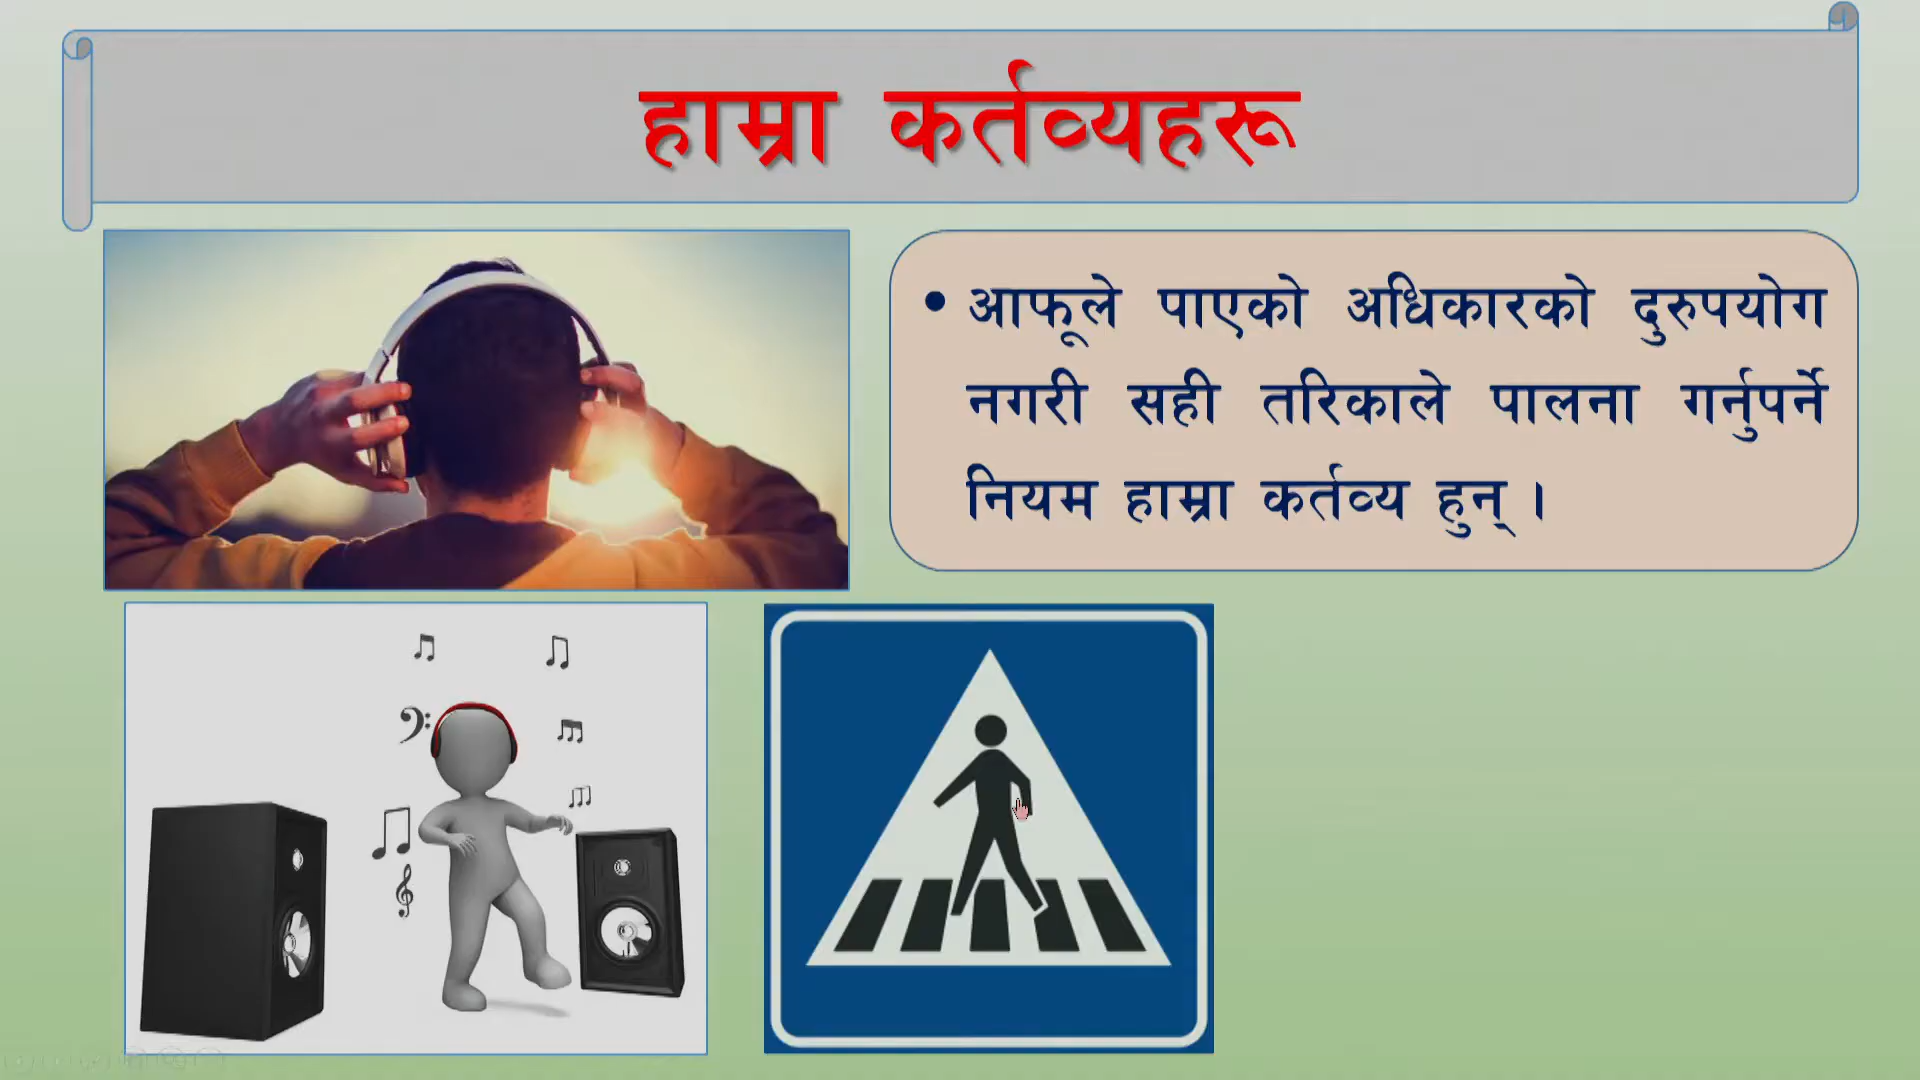 हाम्रा कर्तव्यहरू
• आफूले पाएको अधिकारको दुरुपयोग
नगरी सही तरिकाले पालना गर्नुपर्ने
नियम हाम्रा कर्तव्य हुन् ।